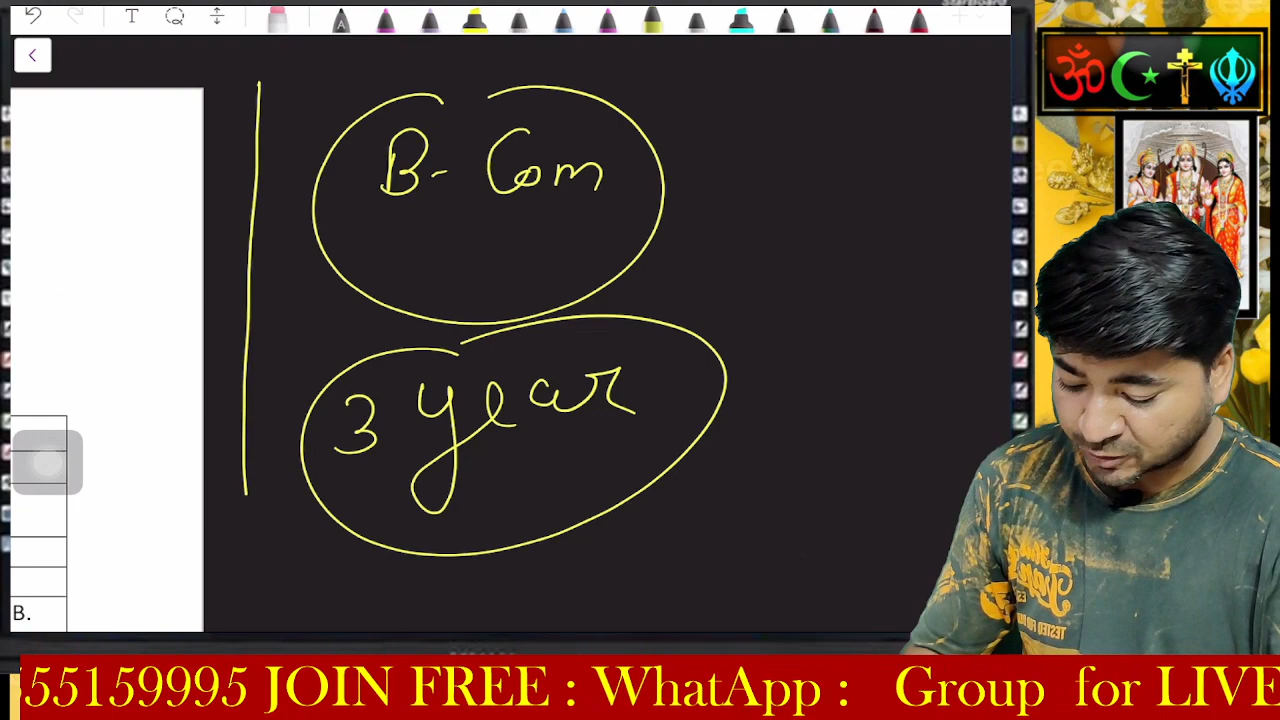 T
A
B- Com
3 year
B.
55159995 JOIN FREE : WhatApp : Group for LIVE